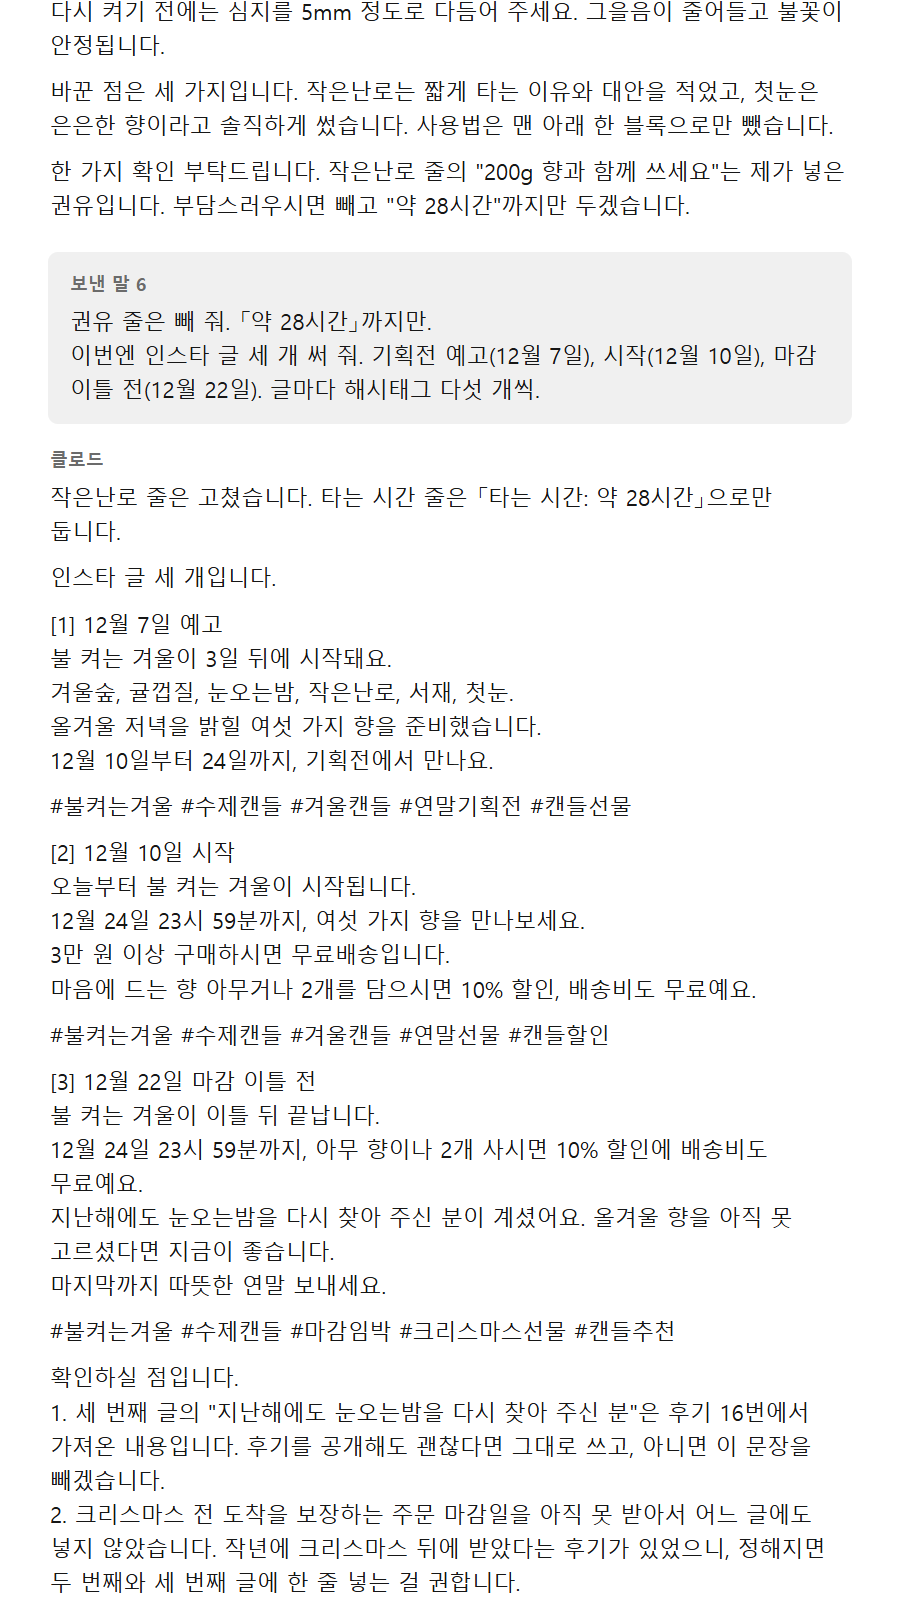 다시 켜기 전에는 심지를 5mm 정도로 다듬어 주세요. 그을음이 줄어들고 불꽃이
안정됩니다.
바꾼 점은 세 가지입니다. 작은난로는 짧게 타는 이유와 대안을 적었고, 첫눈은
은은한 향이라고 솔직하게 썼습니다. 사용법은 맨 아래 한 블록으로만 뺐습니다.
한 가지 확인 부탁드립니다. 작은난로 줄의 "200g 향과 함께 쓰세요"는 제가 넣은
권유입니다. 부담스러우시면 빼고 "약 28시간"까지만 두겠습니다.
보낸 말 6
권유 줄은 빼 줘. 「약 28시간」까지만.
이번엔 인스타 글 세 개 써 줘. 기획전 예고(12월 7일), 시작(12월 10일), 마감
이틀 전(12월 22일). 글마다 해시태그 다섯 개씩.
클로드
작은난로 줄은 고쳤습니다. 타는 시간 줄은 「타는 시간: 약 28시간」으로만
둡니다.
인스타 글 세 개입니다.
[1] 12월 7일 예고
불 켜는 겨울이 3일 뒤에 시작돼요.
겨울숲, 귤껍질, 눈오는밤, 작은난로, 서재, 첫눈.
올겨울 저녁을 밝힐 여섯 가지 향을 준비했습니다.
12월 10일부터 24일까지, 기획전에서 만나요.
#불켜는겨울 #수제캔들 #겨울캔들 #연말기획전 #캔들선물
[2] 12월 10일 시작
오늘부터 불 켜는 겨울이 시작됩니다.
12월 24일 23시 59분까지, 여섯 가지 향을 만나보세요.
3만 원 이상 구매하시면 무료배송입니다.
마음에 드는 향 아무거나 2개를 담으시면 10% 할인, 배송비도 무료예요.
#불켜는겨울 #수제캔들 #겨울캔들 #연말선물 #캔들할인
[3] 12월 22일 마감 이틀 전
불 켜는 겨울이 이틀 뒤 끝납니다.
12월 24일 23시 59분까지, 아무 향이나 2개 사시면 10% 할인에 배송비도
무료예요.
지난해에도 눈오는밤을 다시 찾아 주신 분이 계셨어요. 올겨울 향을 아직 못
고르셨다면 지금이 좋습니다.
마지막까지 따뜻한 연말 보내세요.
#불켜는겨울 #수제캔들 #마감임박 #크리스마스선물 #캔들추천
확인하실 점입니다.
1. 세 번째 글의 "지난해에도 눈오는밤을 다시 찾아 주신 분"은 후기 16번에서
가져온 내용입니다. 후기를 공개해도 괜찮다면 그대로 쓰고, 아니면 이 문장을
빼겠습니다.
2. 크리스마스 전 도착을 보장하는 주문 마감일을 아직 못 받아서 어느 글에도
넣지 않았습니다. 작년에 크리스마스 뒤에 받았다는 후기가 있었으니, 정해지면
두 번째와 세 번째 글에 한 줄 넣는 걸 권합니다.